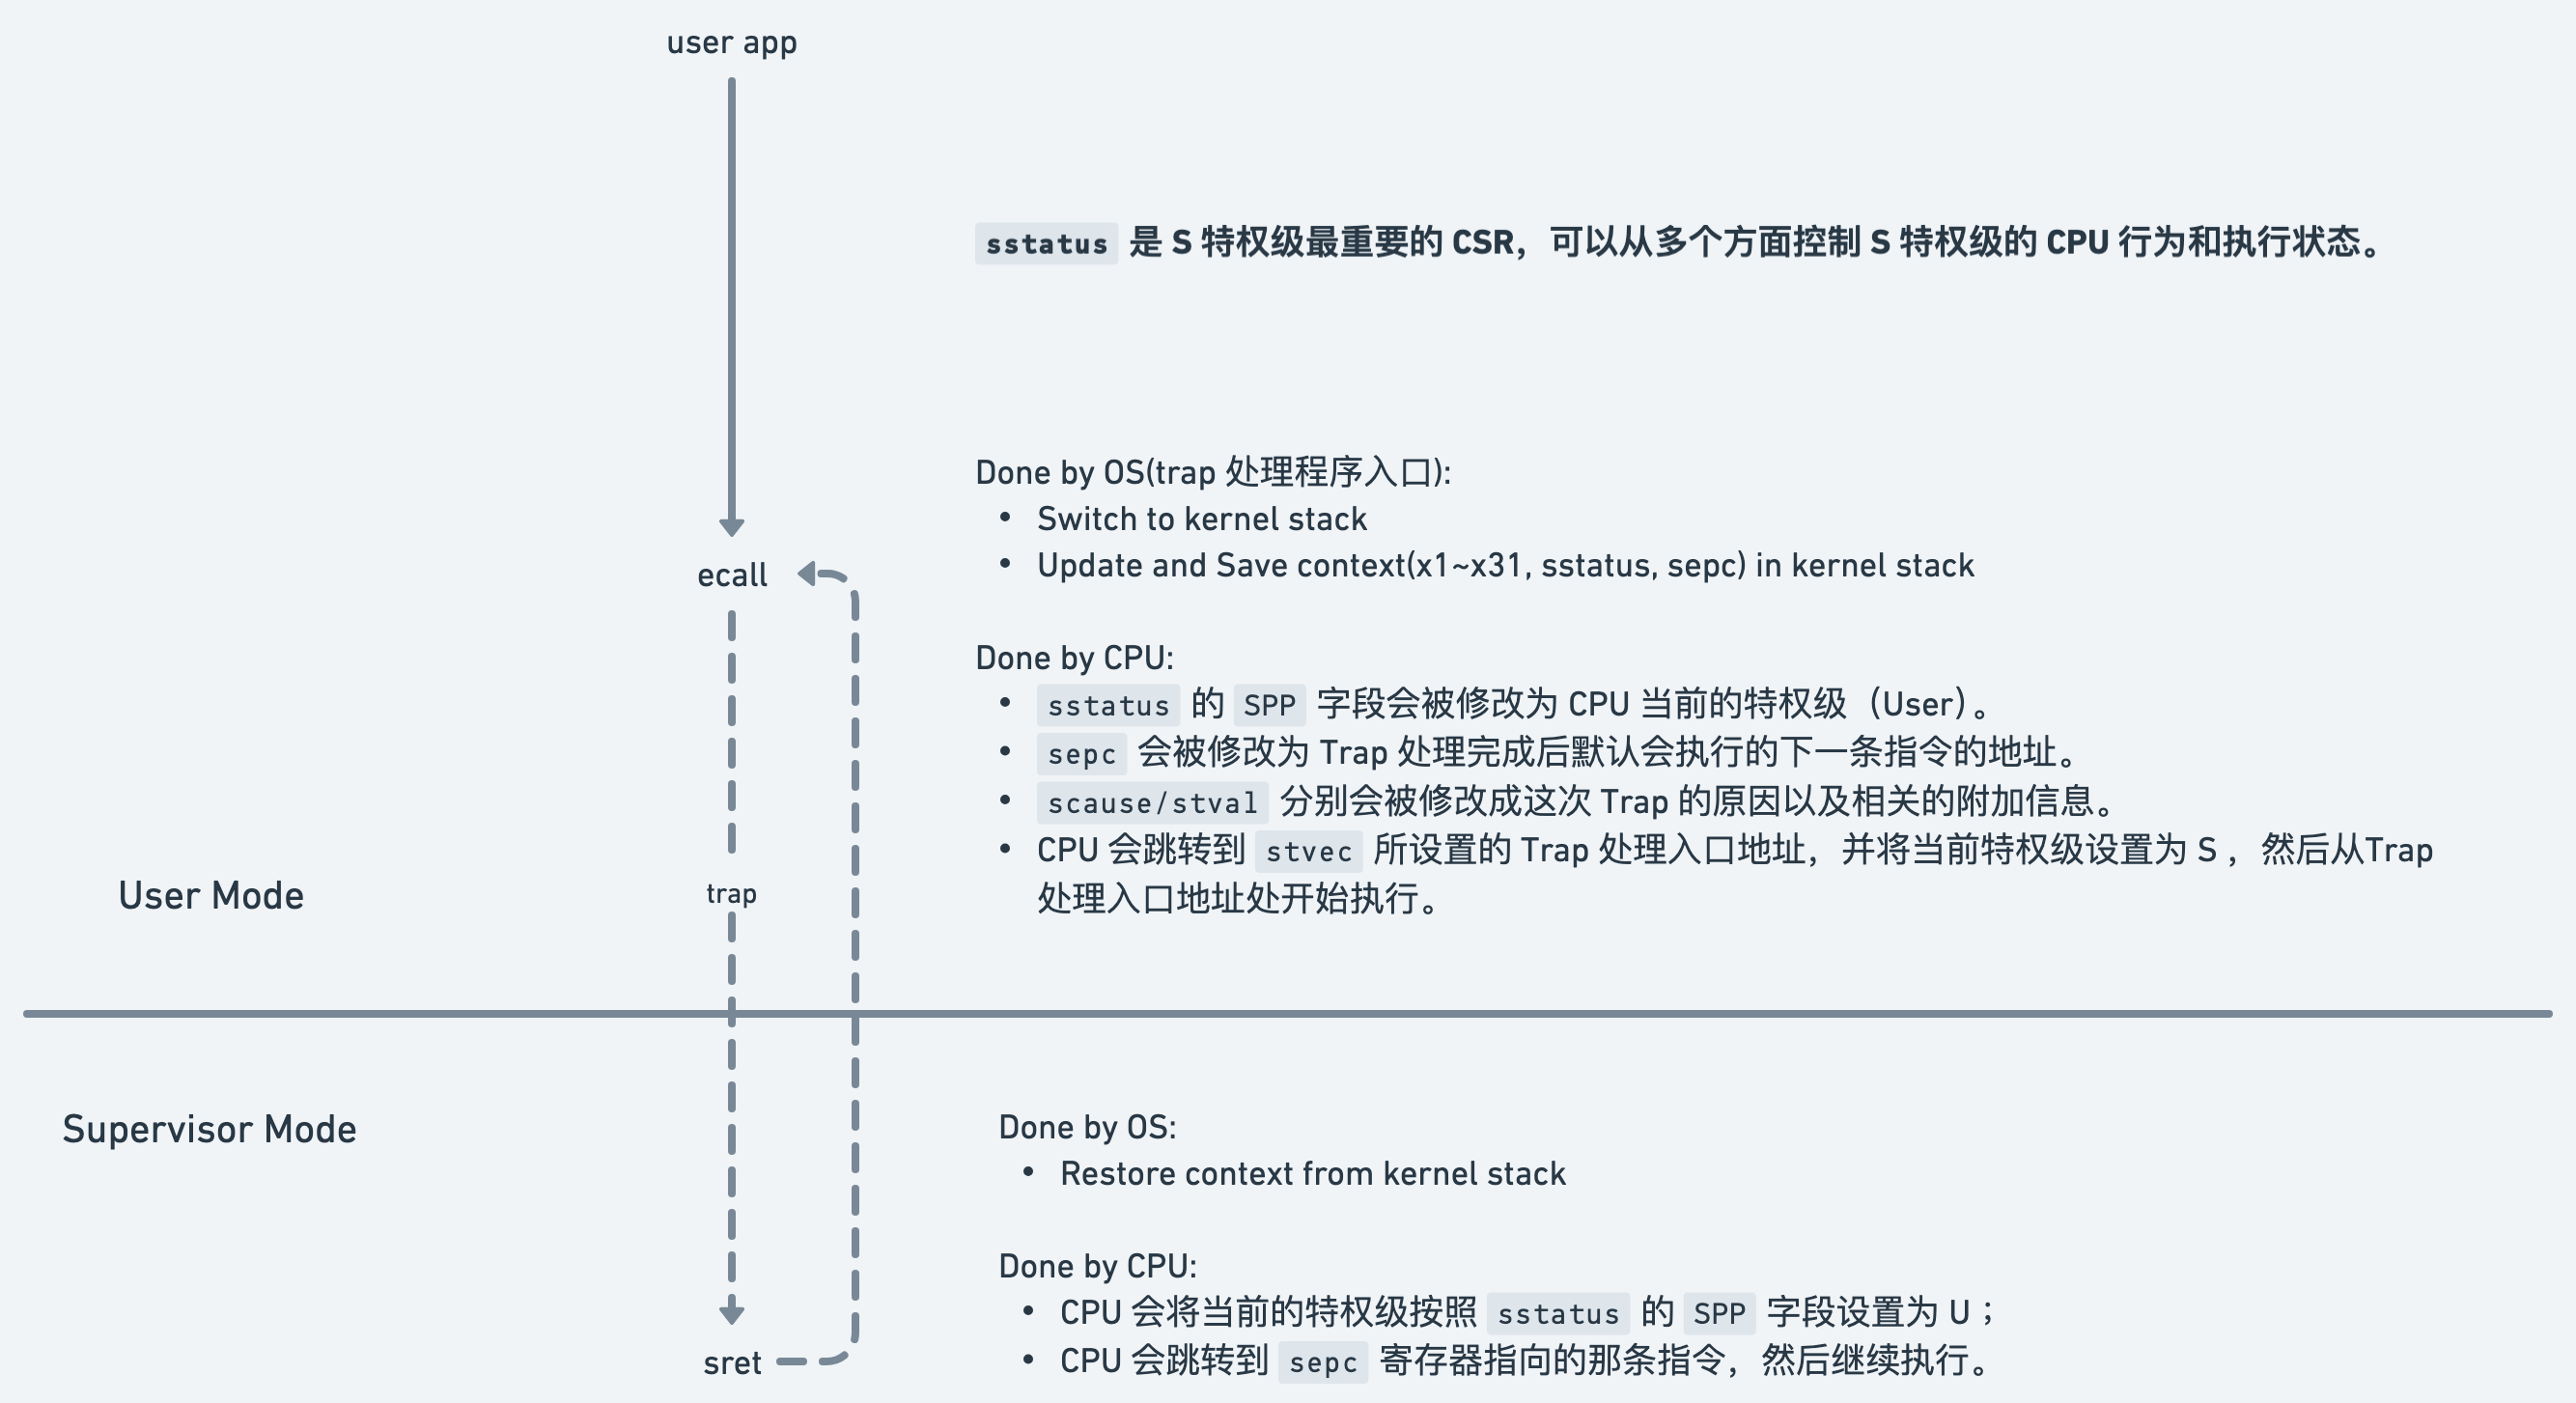 user app
sstatus 是 S 特权级最重要的 CSR，可以从多个方面控制 S 特权级的 CPU 行为和执行状态。
Done by OS(trap 处理程序入口):
• Switch to kernel stack
• Update and Save context(x1~x31, sstatus, sepc) in kernel stack
ecall
Done by CPU:
• sstatus 的 SPP 字段会被修改为 CPU 当前的特权级（User）。
• sepc 会被修改为 Trap 处理完成后默认会执行的下一条指令的地址。
• scause/stval 分别会被修改成这次 Trap 的原因以及相关的附加信息。
• CPU 会跳转到 stvec 所设置的 Trap 处理入口地址，并将当前特权级设置为 S ，然后从Trap
处理入口地址处开始执行。
User Mode
trap
Supervisor Mode
Done by OS:
• Restore context from kernel stack
Done by CPU:
• CPU 会将当前的特权级按照 sstatus 的 SPP 字段设置为 U ；
• CPU 会跳转到 sepc 寄存器指向的那条指令，然后继续执行。
sret